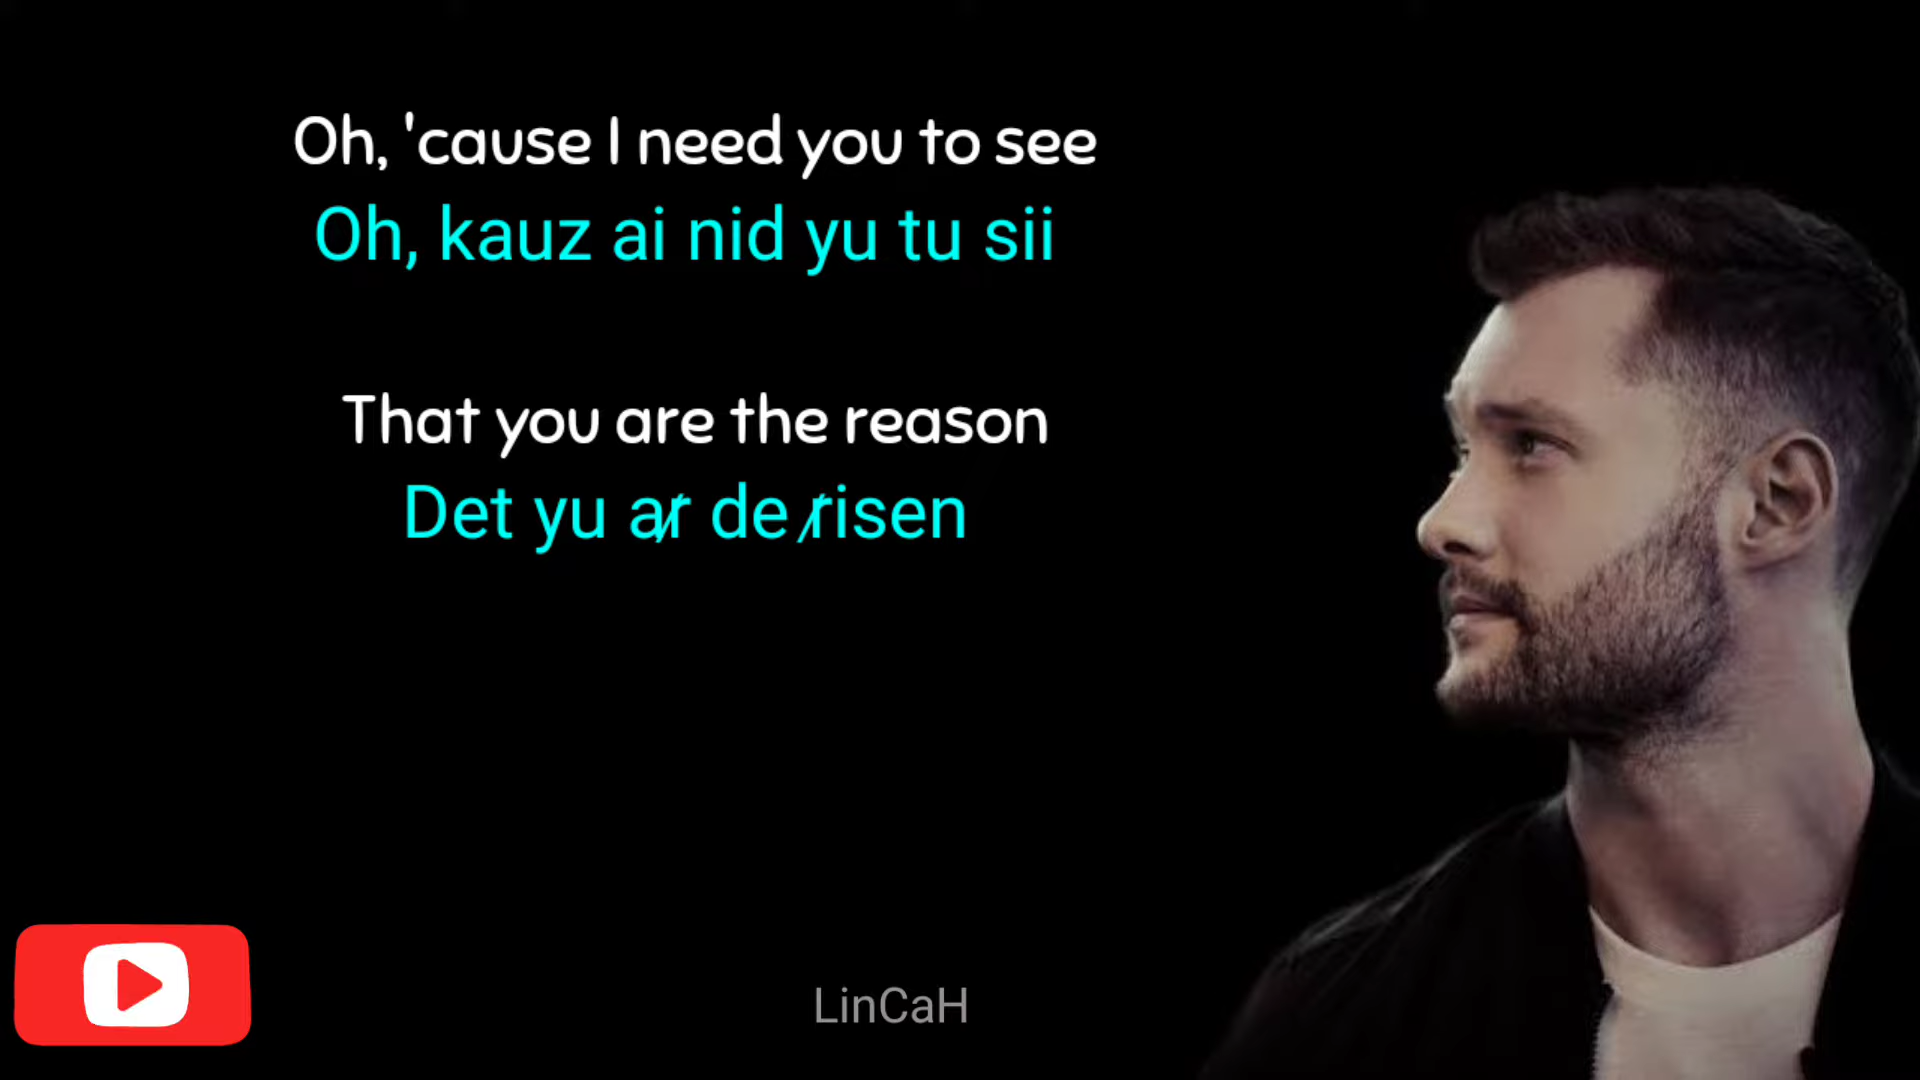 Oh, 'cause I need you to see
Oh, kauz ai nid yu tu sii
That you are the reason
Det yu ar de risen
LinCaH